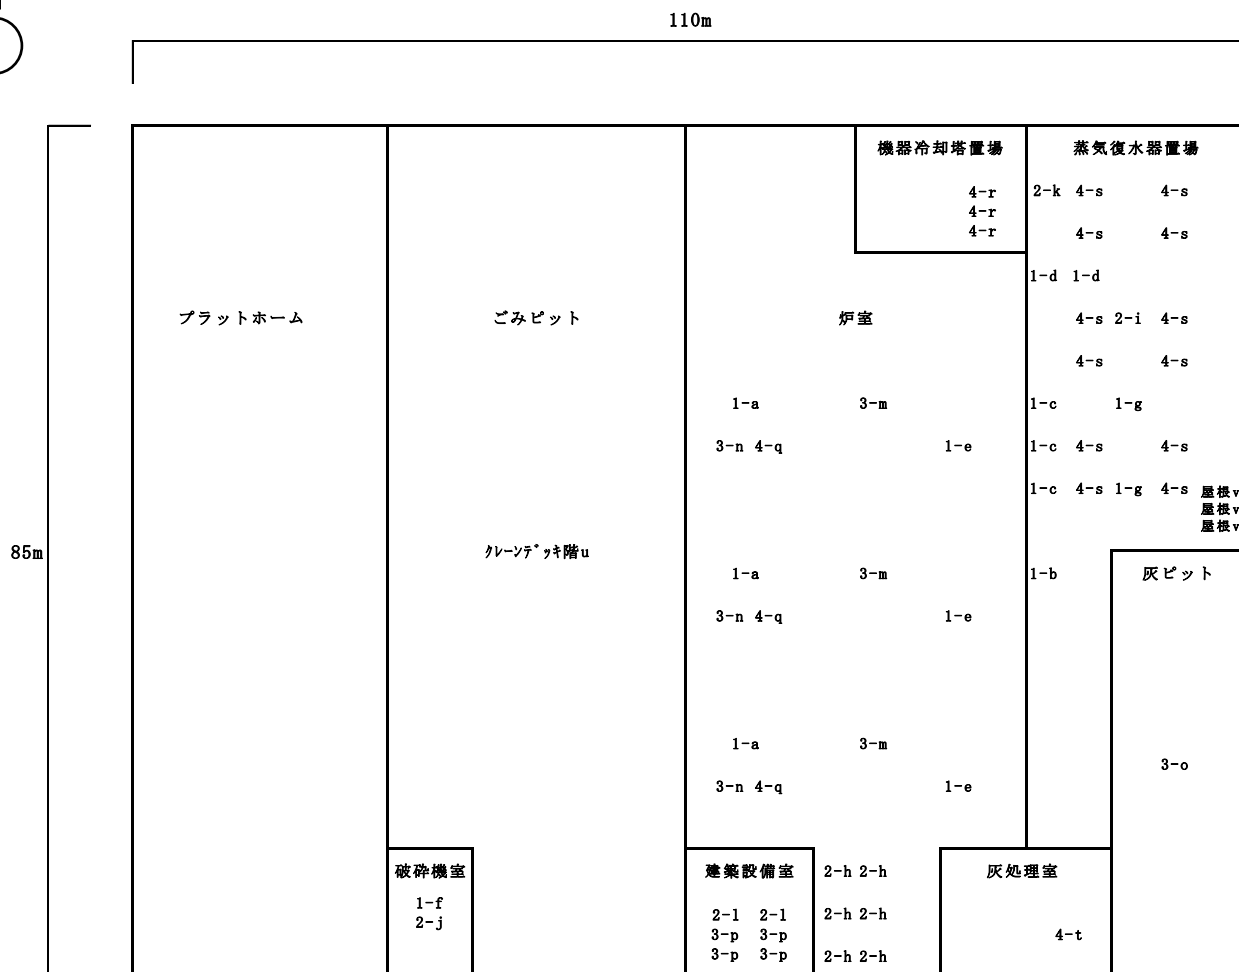 110m
機器冷却塔置場 蒸気復水器置場
4-r 2-k 4-s 4-s
4-r
4-r 4-s 4-s
1-d 1-d
プラットホーム ごみピット 炉室 4-s 2-i 4-s
4-s 4-s
1-a 3-m 1-c 1-g
3-n 4-q 1-e 1-c 4-s 4-s
1-c 4-s 1-g 4-s 屋根v
屋根v
屋根v
85m ｸﾚｰﾝﾃﾞｯｷ階u
1-a 3-m 1-b 灰ピット
3-n 4-q 1-e
1-a 3-m
3-o
3-n 4-q 1-e
破砕機室 建築設備室 2-h 2-h 灰処理室
1-f
2-j 2-l 2-l 2-h 2-h
3-p 3-p 4-t
3-p 3-p 2-h 2-h